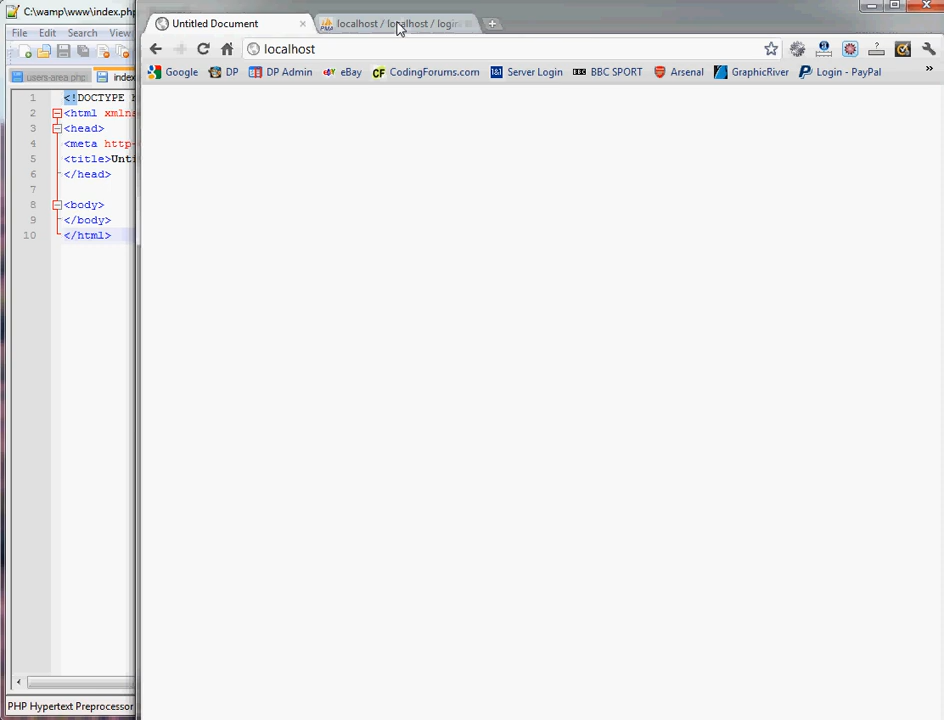 C:\wamp\www\index.php
File Edit Search View
users-area.php index
1 <!DOCTYPE h
2 <html xmlns
3 <head>
4 <meta http-
5 <title>Unti
6 </head>
7
8 <body>
9 </body>
10 </html>
PHP Hypertext Preprocessor
Untitled Document
localhost / localhost / login
localhost
Google DP DP Admin eBay CF CodingForums.com 1&1 Server Login BBC SPORT Arsenal GraphicRiver Login - PayPal »